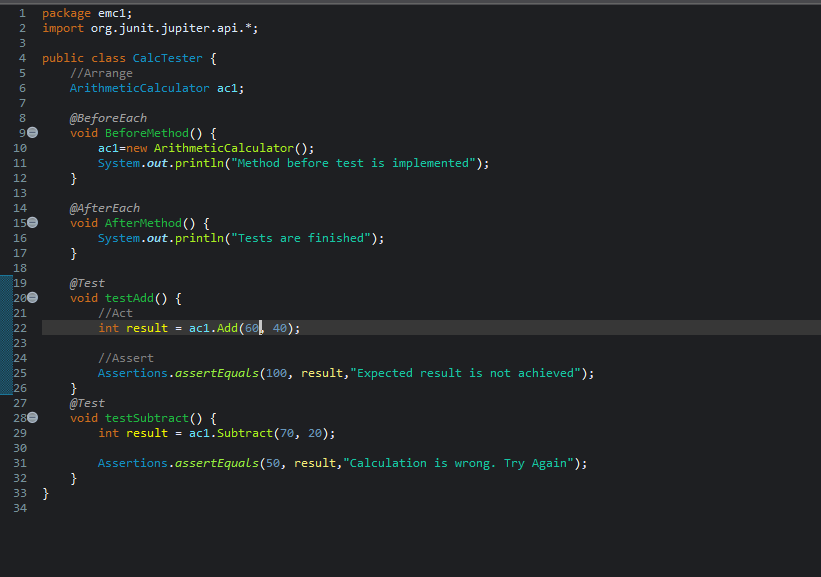 1 package emc1;
2 import org.junit.jupiter.api.*;
3
4 public class CalcTester {
5 //Arrange
6 ArithmeticCalculator ac1;
7
8 @BeforeEach
9 void BeforeMethod() {
10 ac1=new ArithmeticCalculator();
11 System.out.println("Method before test is implemented");
12 }
13
14 @AfterEach
15 void AfterMethod() {
16 System.out.println("Tests are finished");
17 }
18
19 @Test
20 void testAdd() {
21 //Act
22 int result = ac1.Add(60, 40);
23
24 //Assert
25 Assertions.assertEquals(100, result,"Expected result is not achieved");
26 }
27 @Test
28 void testSubtract() {
29 int result = ac1.Subtract(70, 20);
30
31 Assertions.assertEquals(50, result,"Calculation is wrong. Try Again");
32 }
33 }
34